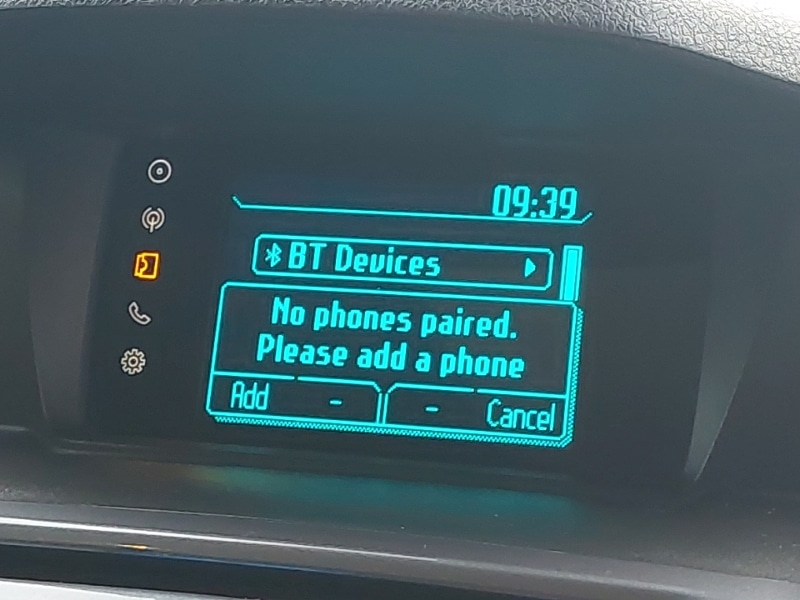 09:39
BT Devices
No phones paired.
Please add a phone
Add - - Cancel